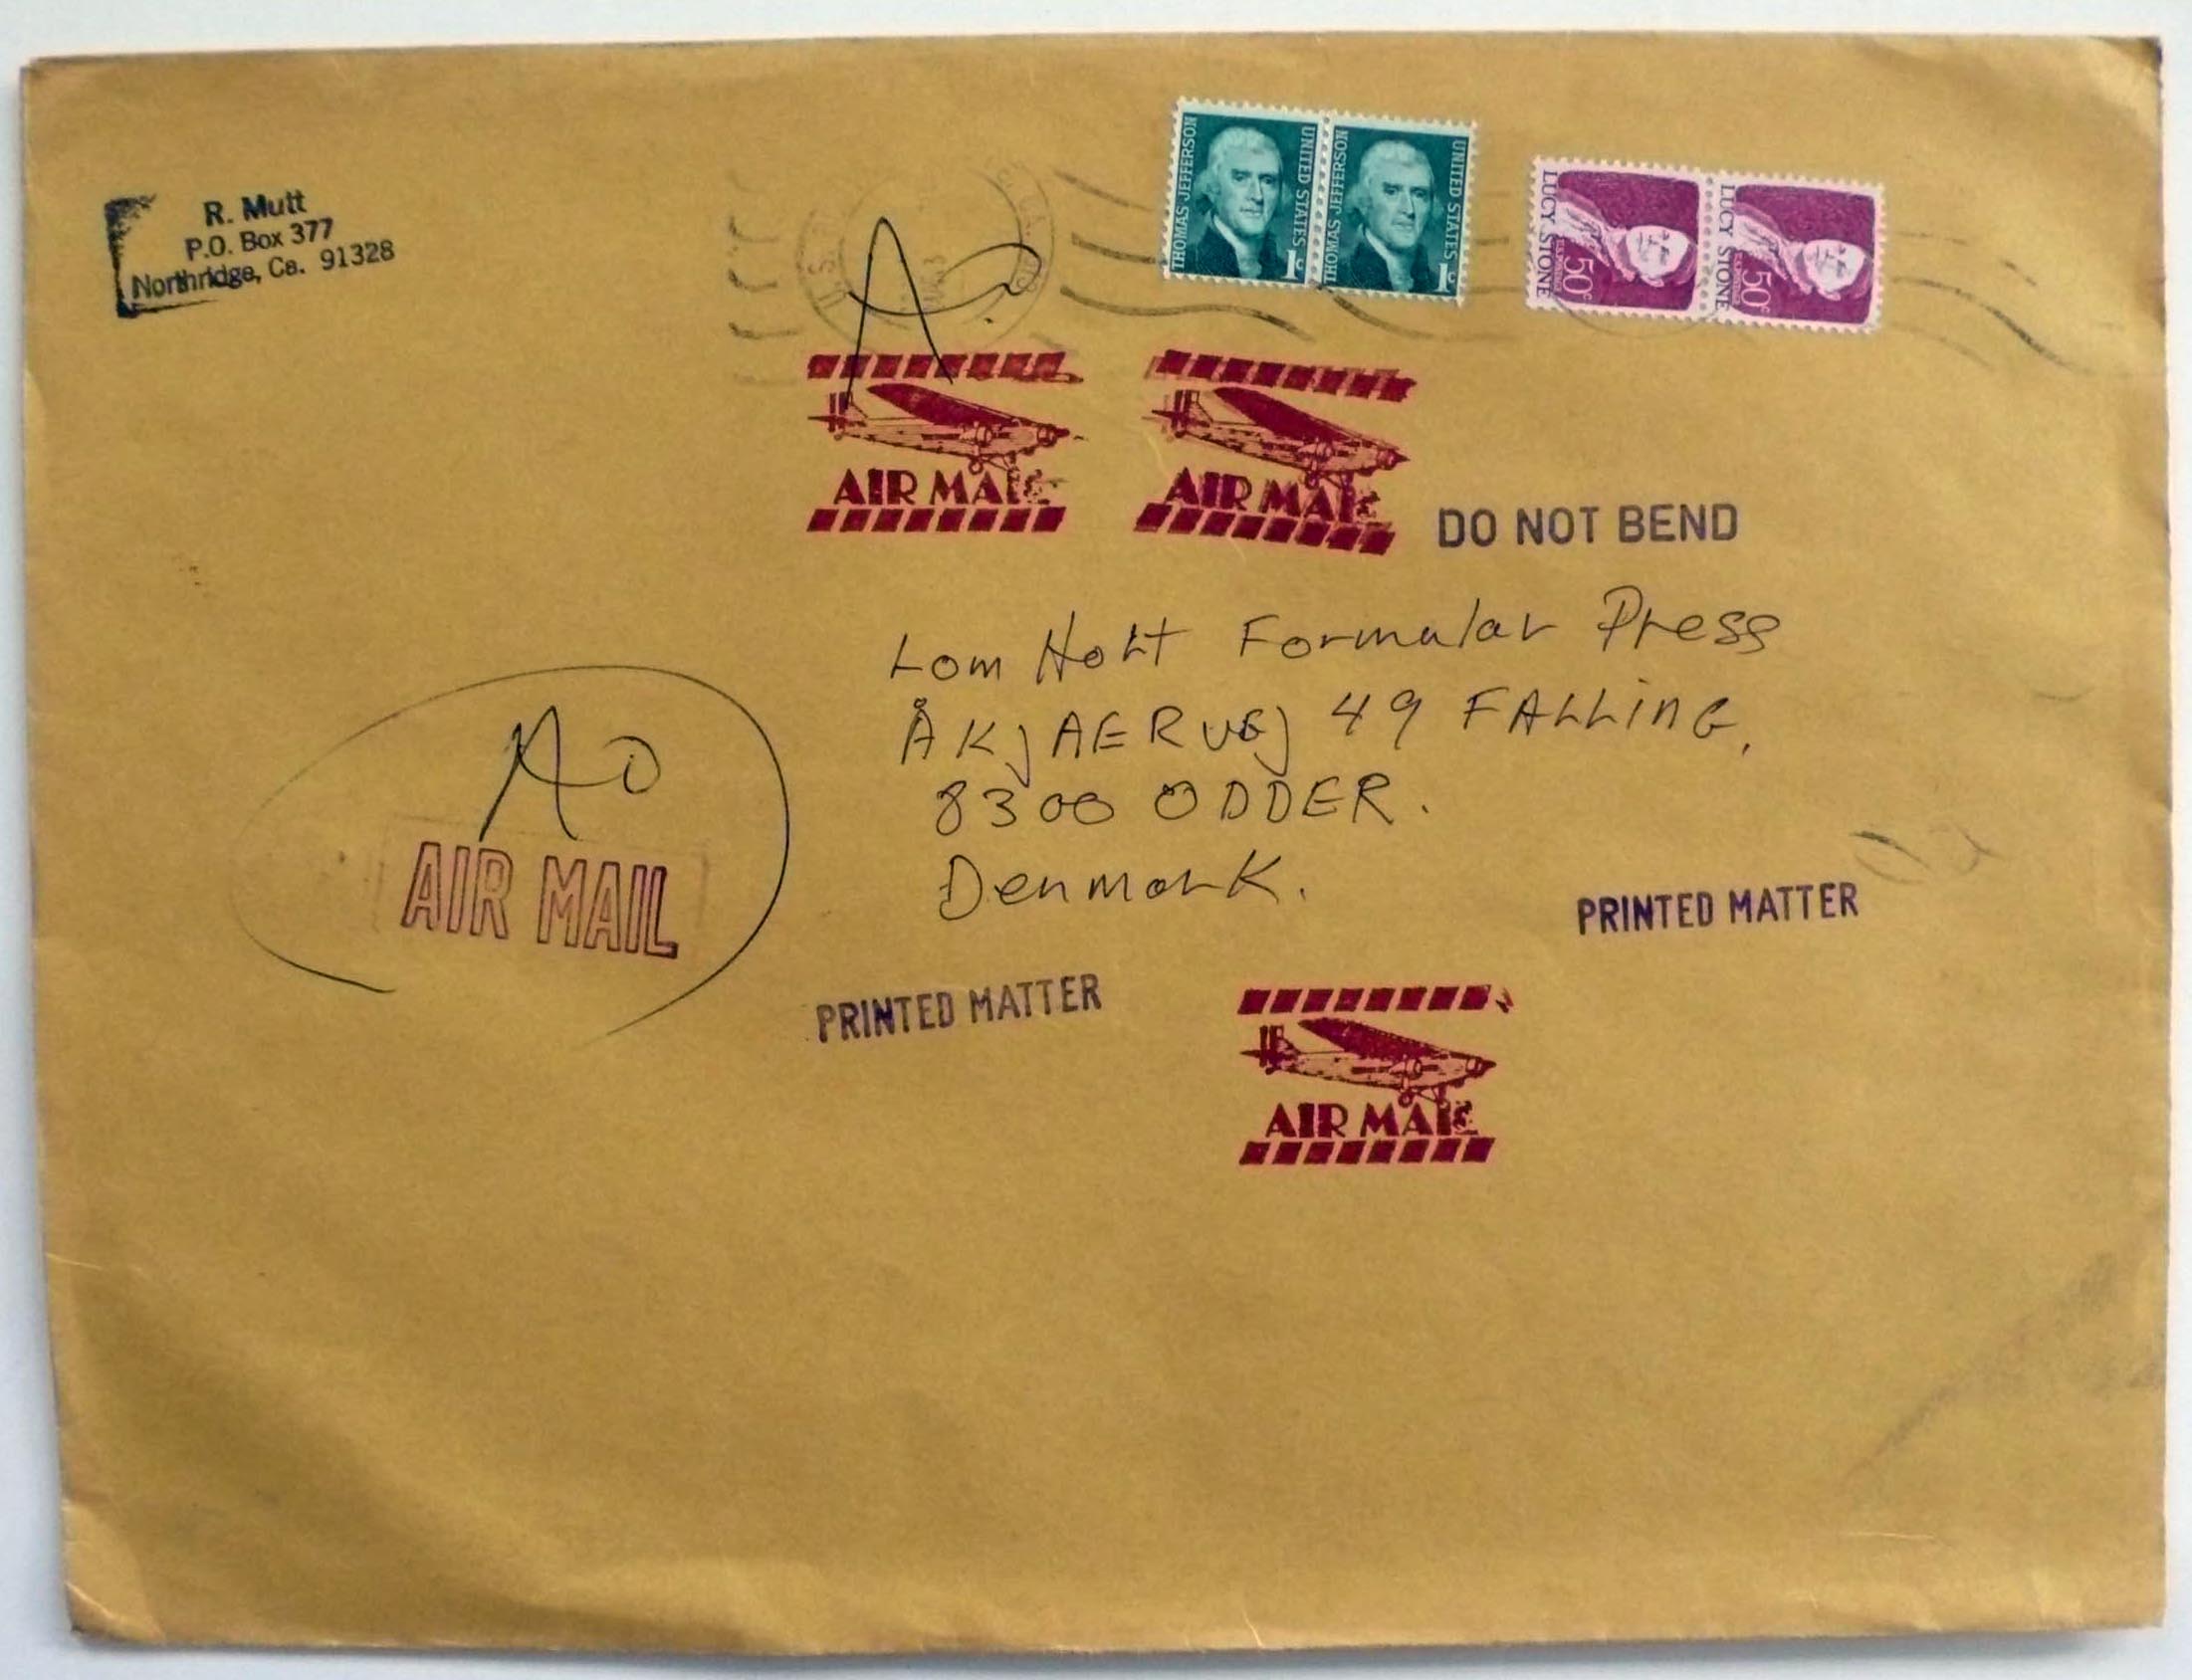 R. Mutt
P.O. Box 377
Northridge, Ca. 91328
THOMAS JEFFERSON
UNITED STATES
1c
THOMAS JEFFERSON
UNITED STATES
1c
LUCY STONE
50c
LUCY STONE
50c
U.S.
A.O.
AIR MAIL
AIR MAIL
DO NOT BEND
Lom Holt Formular Press
ÅKJAERVEJ 49 FALLING,
8300 ODDER.
Denmark.
AO
AIR MAIL
PRINTED MATTER
PRINTED MATTER
AIR MAIL